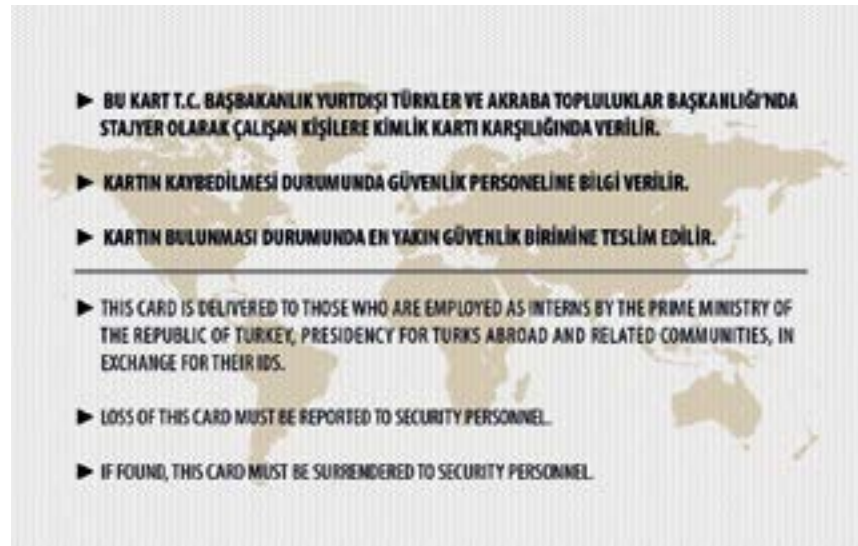 ► BU KART T.C. BAŞBAKANLIK YURTDIŞI TÜRKLER VE AKRABA TOPLULUKLAR BAŞKANLIĞI'NDA
STAJYER OLARAK ÇALIŞAN KİŞİLERE KİMLİK KARTI KARŞILIĞINDA VERİLİR.
► KARTIN KAYBEDİLMESİ DURUMUNDA GÜVENLİK PERSONELİNE BİLGİ VERİLİR.
► KARTIN BULUNMASI DURUMUNDA EN YAKIN GÜVENLİK BİRİMİNE TESLİM EDİLİR.
► THIS CARD IS DELIVERED TO THOSE WHO ARE EMPLOYED AS INTERNS BY THE PRIME MINISTRY OF
THE REPUBLIC OF TURKEY, PRESIDENCY FOR TURKS ABROAD AND RELATED COMMUNITIES, IN
EXCHANGE FOR THEIR IDS.
► LOSS OF THIS CARD MUST BE REPORTED TO SECURITY PERSONNEL.
► IF FOUND, THIS CARD MUST BE SURRENDERED TO SECURITY PERSONNEL.